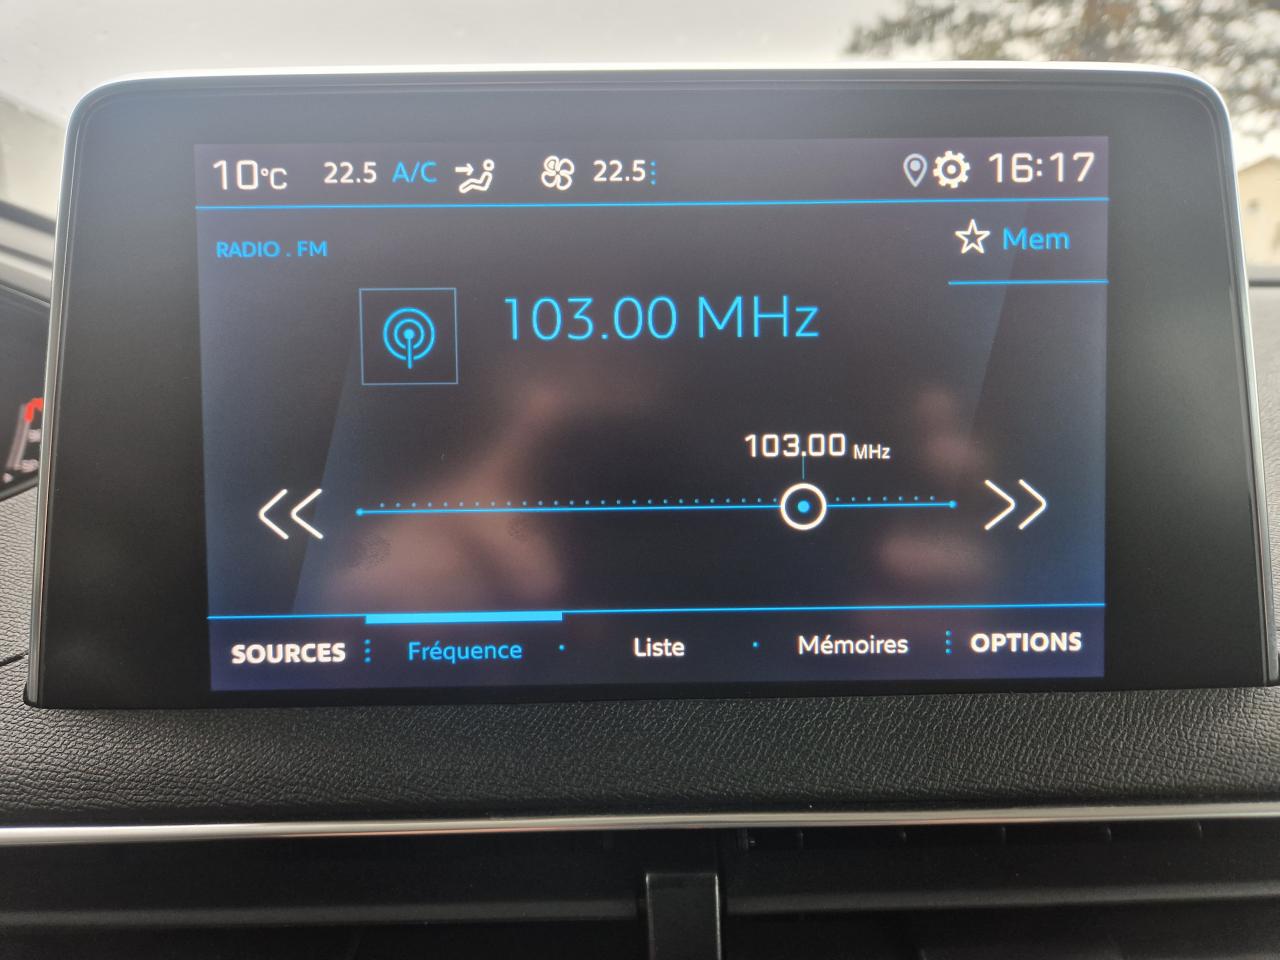 10°C 22.5 A/C 22.5 16:17
RADIO . FM
Mem
103.00 MHz
103.00 MHz
SOURCES Fréquence Liste Mémoires OPTIONS